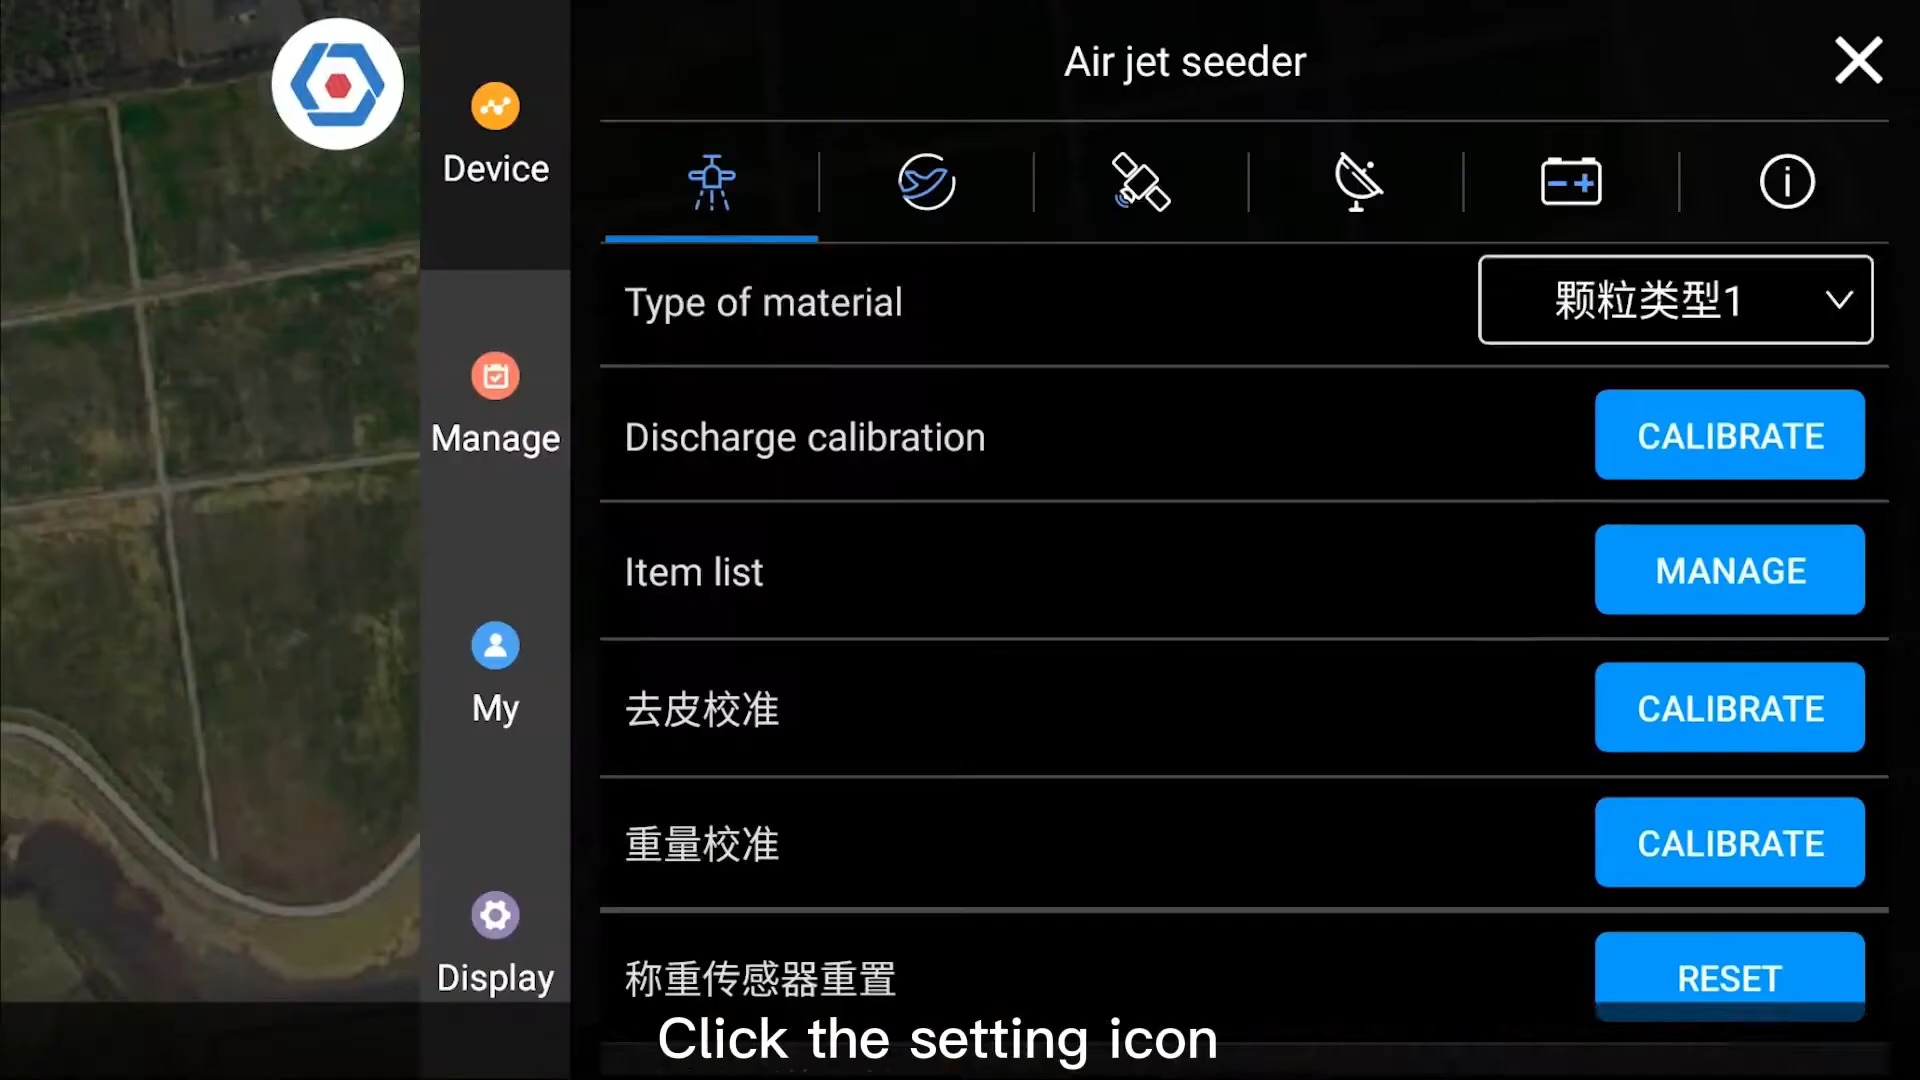 Air jet seeder
Device
Type of material
颗粒类型1
Manage
Discharge calibration
CALIBRATE
Item list
MANAGE
My
去皮校准
CALIBRATE
重量校准
CALIBRATE
Display
称重传感器重置
RESET
Click the setting icon